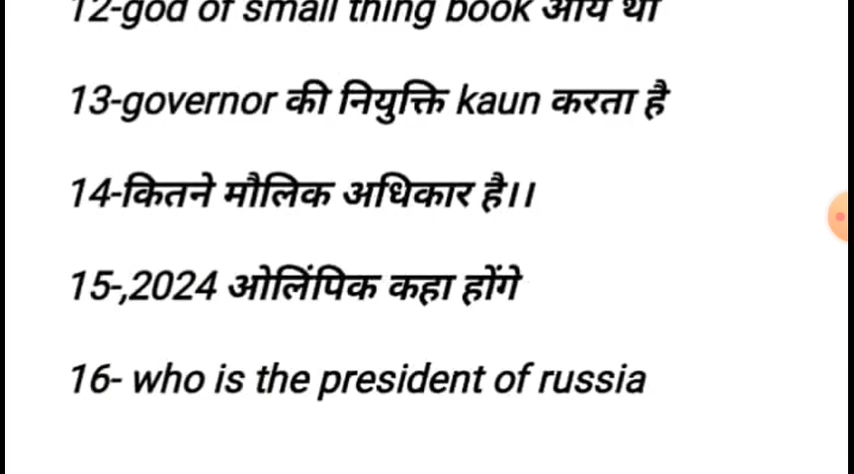 12-god of small thing book आय था
13-governor की नियुक्ति kaun करता है
14-कितने मौलिक अधिकार है।।
15-,2024 ओलिंपिक कहा होंगे
16- who is the president of russia